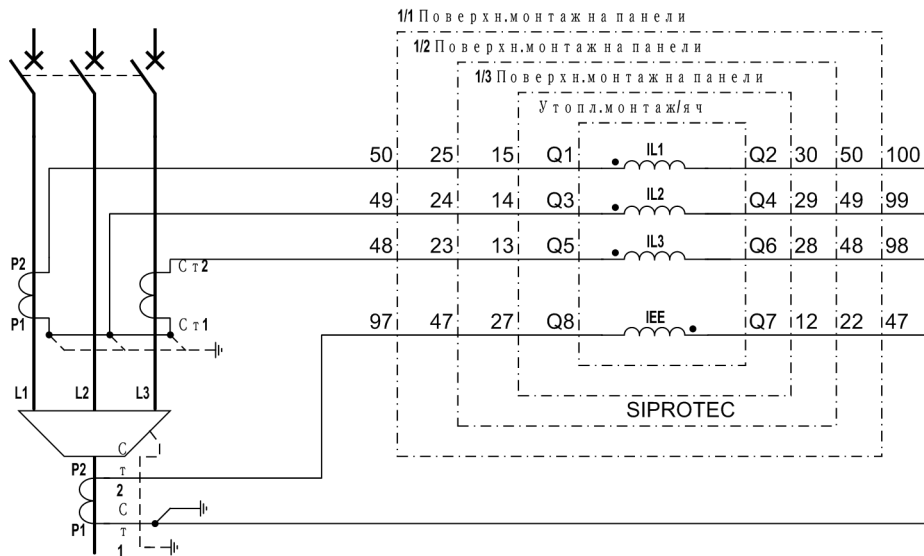 1/1 Поверхн.монтаж на панели
1/2 Поверхн.монтаж на панели
1/3 Поверхн.монтаж на панели
Утопл.монтаж/яч
50 25 15 Q1 IL1 Q2 30 50 100
49 24 14 Q3 IL2 Q4 29 49 99
48 23 13 Q5 IL3 Q6 28 48 98
P2 Ст2
P1 Ст1
97 47 27 Q8 IEE Q7 12 22 47
L1 L2 L3
SIPROTEC
P2 Ст2
P1 Ст1